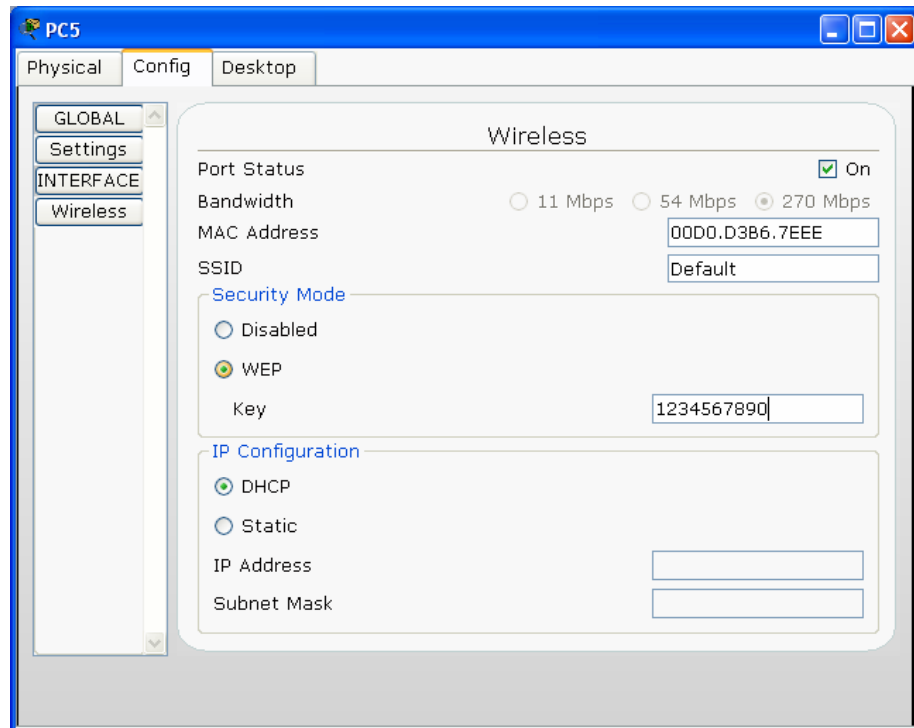 PC5
Physical Config Desktop
GLOBAL
Settings
INTERFACE
Wireless
Wireless
Port Status On
Bandwidth 11 Mbps 54 Mbps 270 Mbps
MAC Address 00D0.D3B6.7EEE
SSID Default
Security Mode
Disabled
WEP
Key 1234567890
IP Configuration
DHCP
Static
IP Address
Subnet Mask